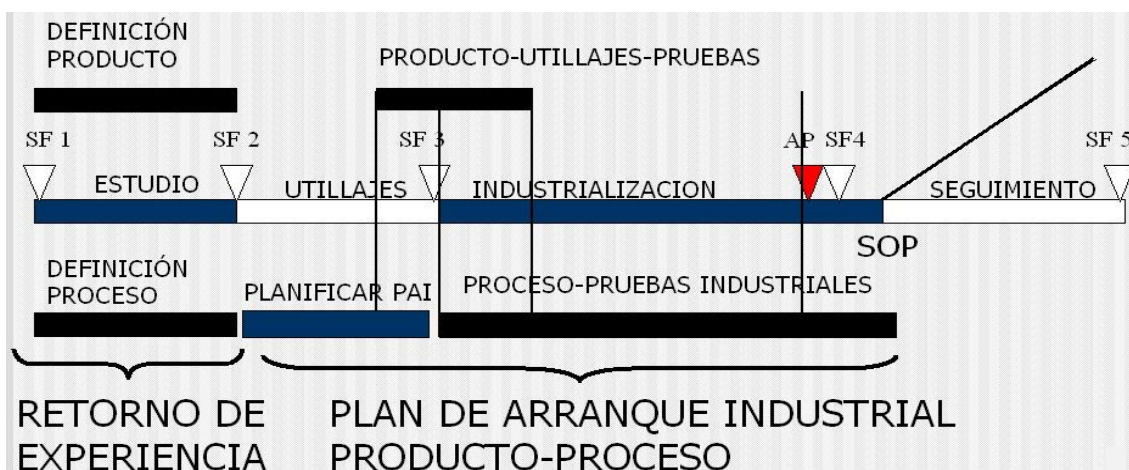 DEFINICIÓN
PRODUCTO
PRODUCTO-UTILLAJES-PRUEBAS
SF 1
SF 2
SF 3
AP
SF4
SF 5
ESTUDIO
UTILLAJES
INDUSTRIALIZACION
SEGUIMIENTO
SOP
DEFINICIÓN
PROCESO
PLANIFICAR PAI
PROCESO-PRUEBAS INDUSTRIALES
RETORNO DE
EXPERIENCIA
PLAN DE ARRANQUE INDUSTRIAL
PRODUCTO-PROCESO